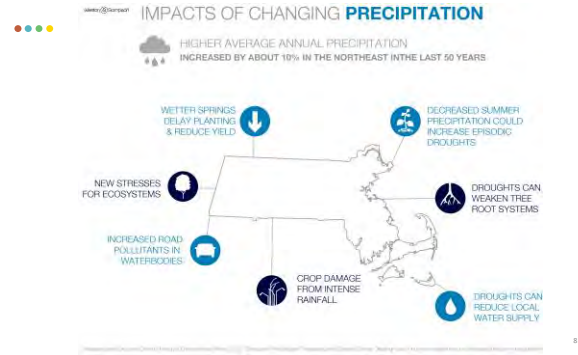 IMPACTS OF CHANGING PRECIPITATION
HIGHER AVERAGE ANNUAL PRECIPITATION
INCREASED BY ABOUT 10% IN THE NORTHEAST INTHE LAST 50 YEARS
WETTER SPRINGS
DELAY PLANTING
& REDUCE YIELD
DECREASED SUMMER
PRECIPITATION COULD
INCREASE EPISODIC
DROUGHTS
NEW STRESSES
FOR ECOSYSTEMS
DROUGHTS CAN
WEAKEN TREE
ROOT SYSTEMS
INCREASED ROAD
POLLUTANTS IN
WATERBODIES
CROP DAMAGE
FROM INTENSE
RAINFALL
DROUGHTS CAN
REDUCE LOCAL
WATER SUPPLY
8